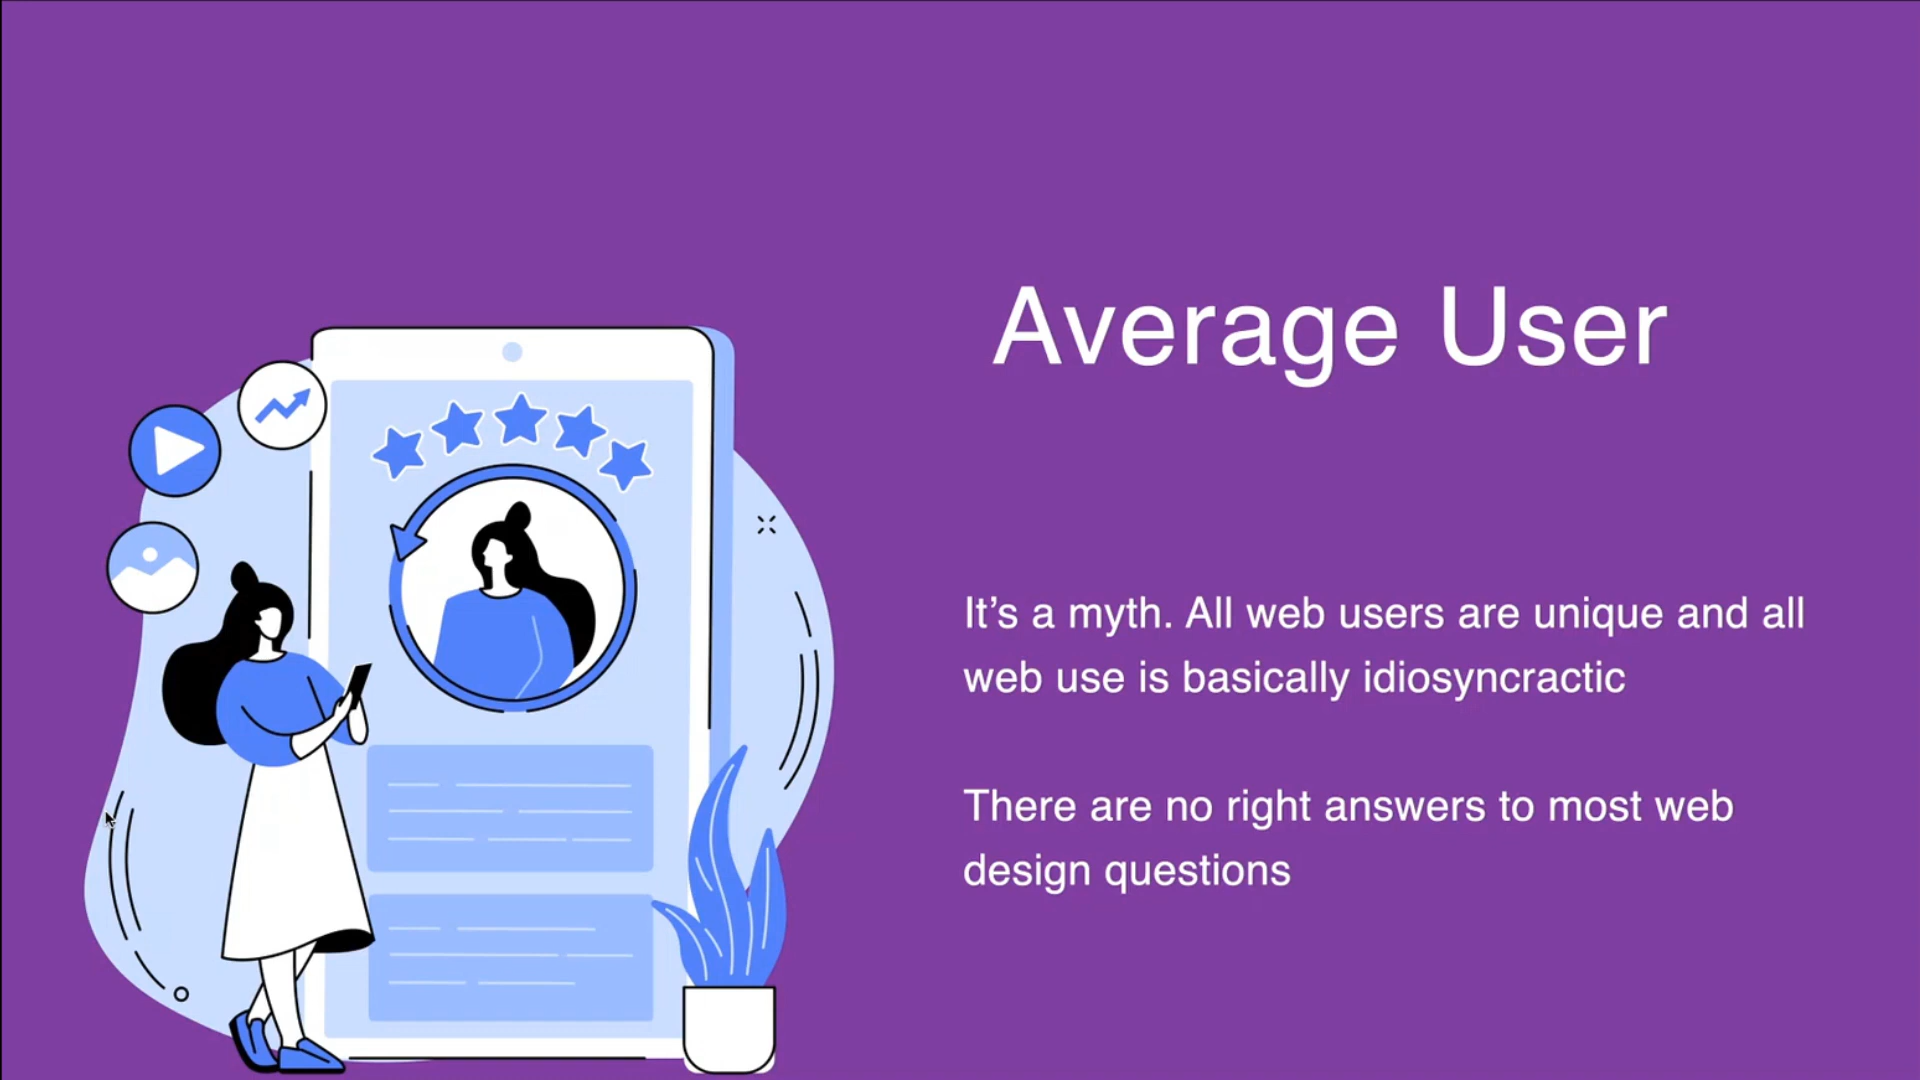 Average User
It’s a myth. All web users are unique and all
web use is basically idiosyncractic
There are no right answers to most web
design questions